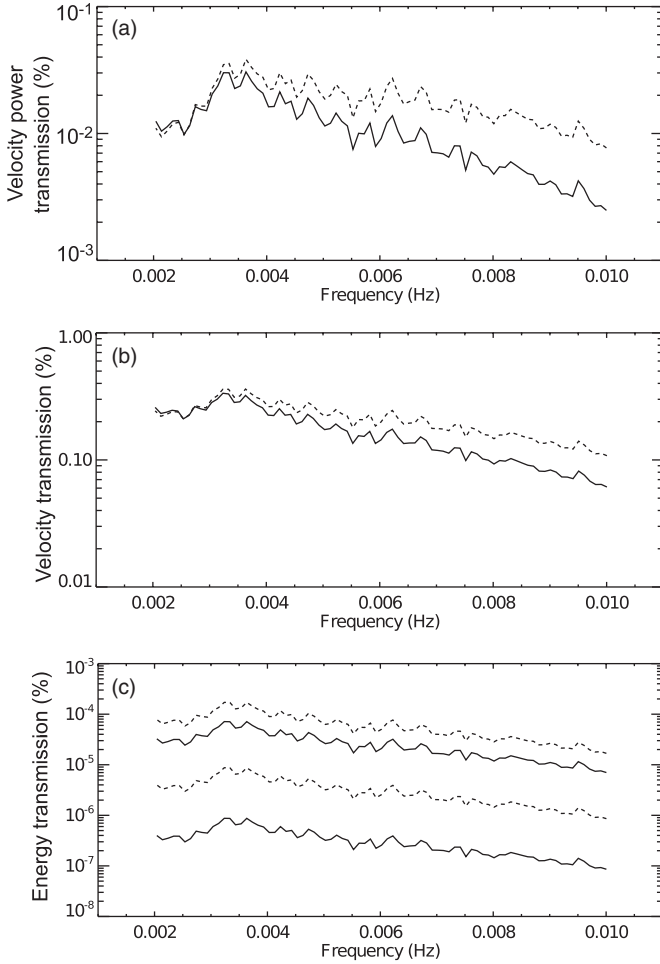 (a)
10⁻¹
10⁻²
10⁻³
Velocity power
transmission (%)
0.002 0.004 0.006 0.008 0.010
Frequency (Hz)
(b)
1.00
0.10
0.01
Velocity transmission (%)
0.002 0.004 0.006 0.008 0.010
Frequency (Hz)
(c)
10⁻³
10⁻⁴
10⁻⁵
10⁻⁶
10⁻⁷
10⁻⁸
Energy transmission (%)
0.002 0.004 0.006 0.008 0.010
Frequency (Hz)